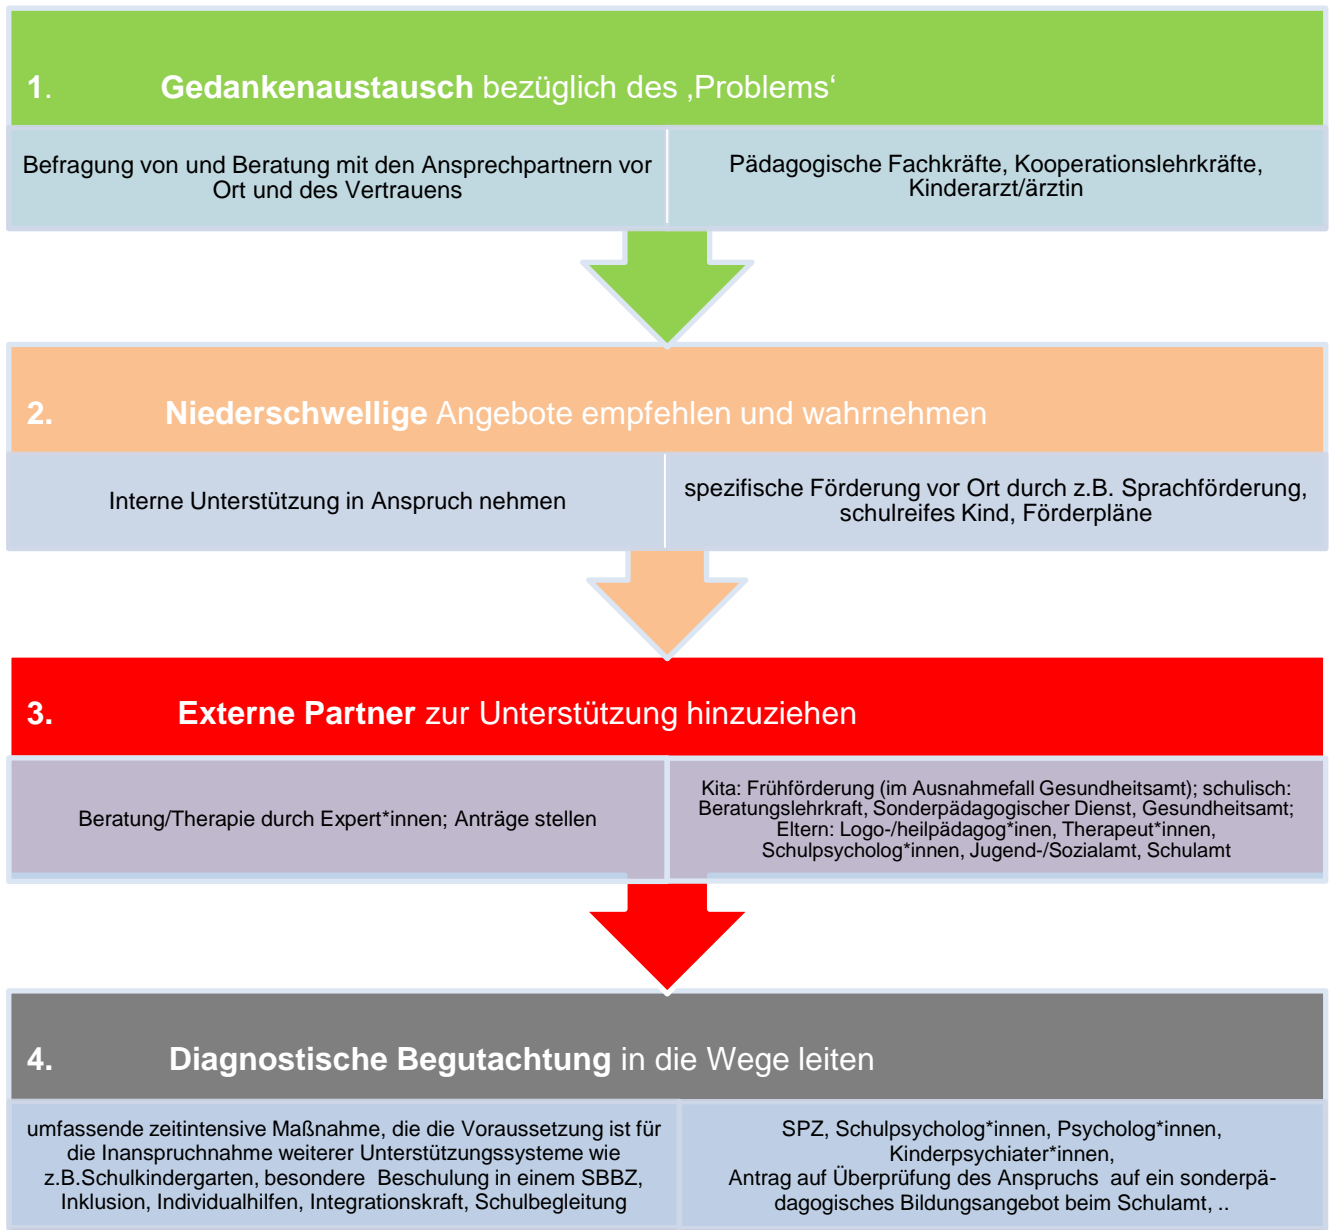 1. Gedankenaustausch bezüglich des ‚Problems‘
Befragung von und Beratung mit den Ansprechpartnern vor
Ort und des Vertrauens
Pädagogische Fachkräfte, Kooperationslehrkräfte,
Kinderarzt/ärztin
2. Niederschwellige Angebote empfehlen und wahrnehmen
Interne Unterstützung in Anspruch nehmen
spezifische Förderung vor Ort durch z.B. Sprachförderung,
schulreifes Kind, Förderpläne
3. Externe Partner zur Unterstützung hinzuziehen
Beratung/Therapie durch Expert*innen; Anträge stellen
Kita: Frühförderung (im Ausnahmefall Gesundheitsamt); schulisch:
Beratungslehrkraft, Sonderpädagogischer Dienst, Gesundheitsamt;
Eltern: Logo-/heilpädagog*inen, Therapeut*innen,
Schulpsycholog*innen, Jugend-/Sozialamt, Schulamt
4. Diagnostische Begutachtung in die Wege leiten
umfassende zeitintensive Maßnahme, die die Voraussetzung ist für
die Inanspruchnahme weiterer Unterstützungssysteme wie
z.B.Schulkindergarten, besondere Beschulung in einem SBBZ,
Inklusion, Individualhilfen, Integrationskraft, Schulbegleitung
SPZ, Schulpsycholog*innen, Psycholog*innen,
Kinderpsychiater*innen,
Antrag auf Überprüfung des Anspruchs auf ein sonderpä-
dagogisches Bildungsangebot beim Schulamt, ..